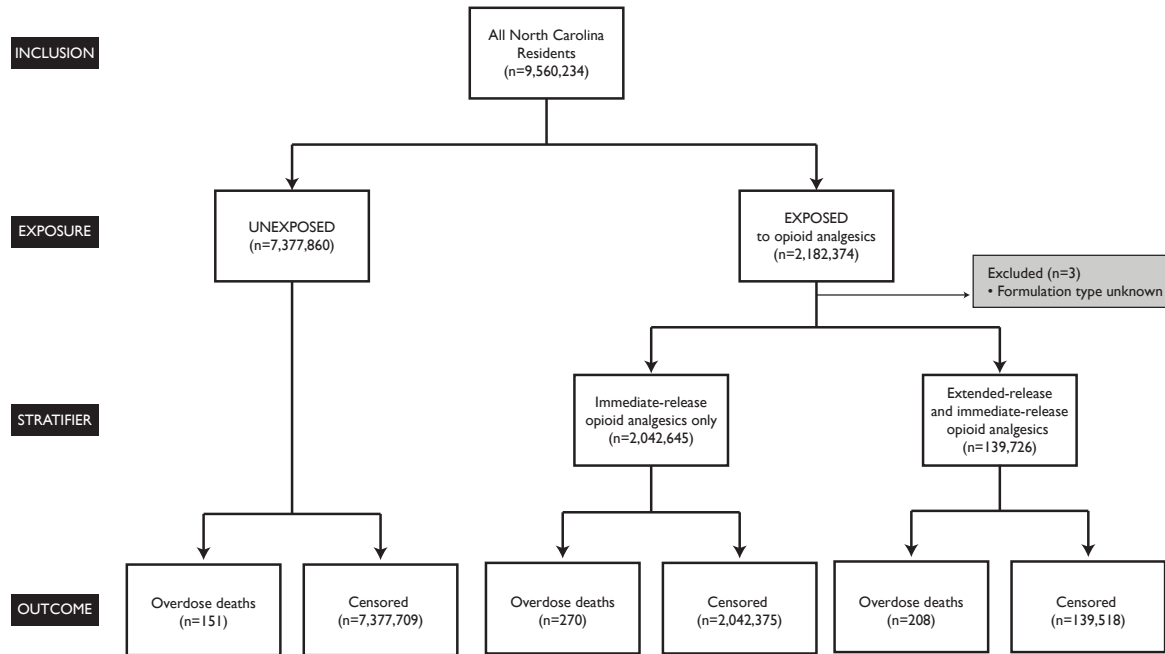 INCLUSION
All North Carolina
Residents
(n=9,560,234)
EXPOSURE
UNEXPOSED
(n=7,377,860)
EXPOSED
to opioid analgesics
(n=2,182,374)
Excluded (n=3)
• Formulation type unknown
STRATIFIER
Immediate-release
opioid analgesics only
(n=2,042,645)
Extended-release
and immediate-release
opioid analgesics
(n=139,726)
OUTCOME
Overdose deaths
(n=151)
Censored
(n=7,377,709)
Overdose deaths
(n=270)
Censored
(n=2,042,375)
Overdose deaths
(n=208)
Censored
(n=139,518)